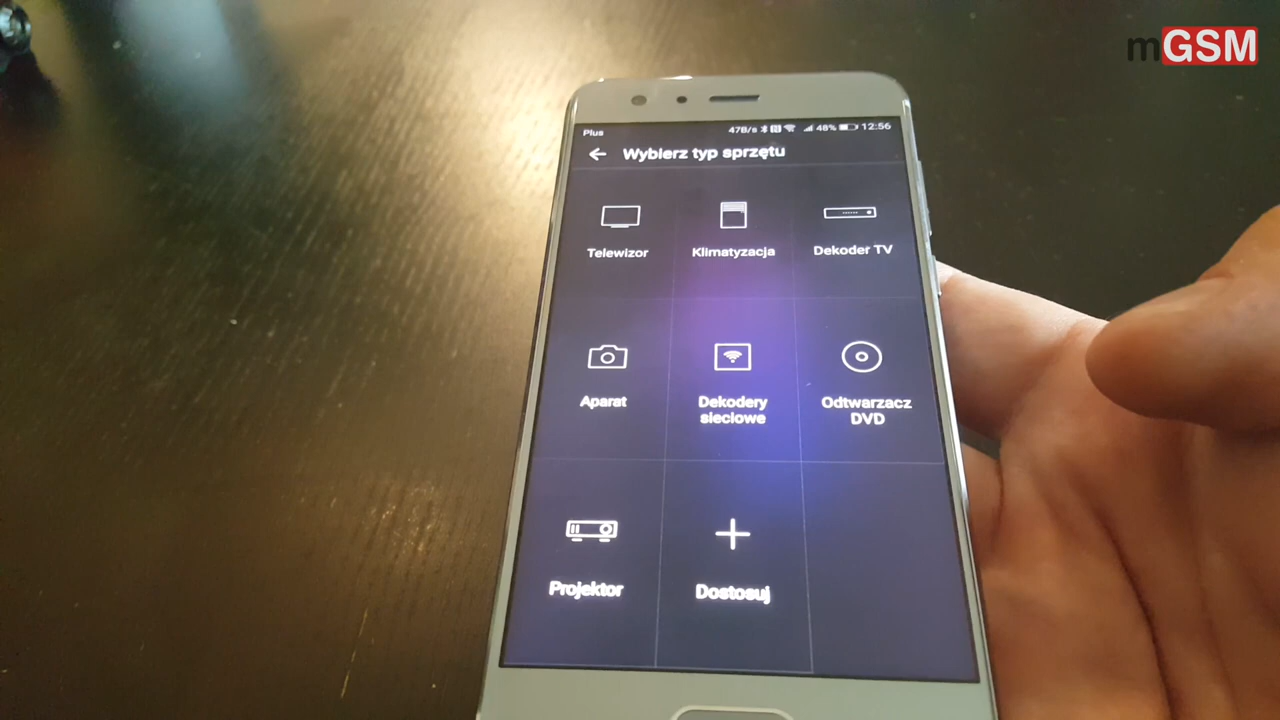 mGSM
Plus
47B/s 48% 12:56
Wybierz typ sprzętu
Telewizor
Klimatyzacja
Dekoder TV
Aparat
Dekodery
sieciowe
Odtwarzacz
DVD
Projektor
Dostosuj